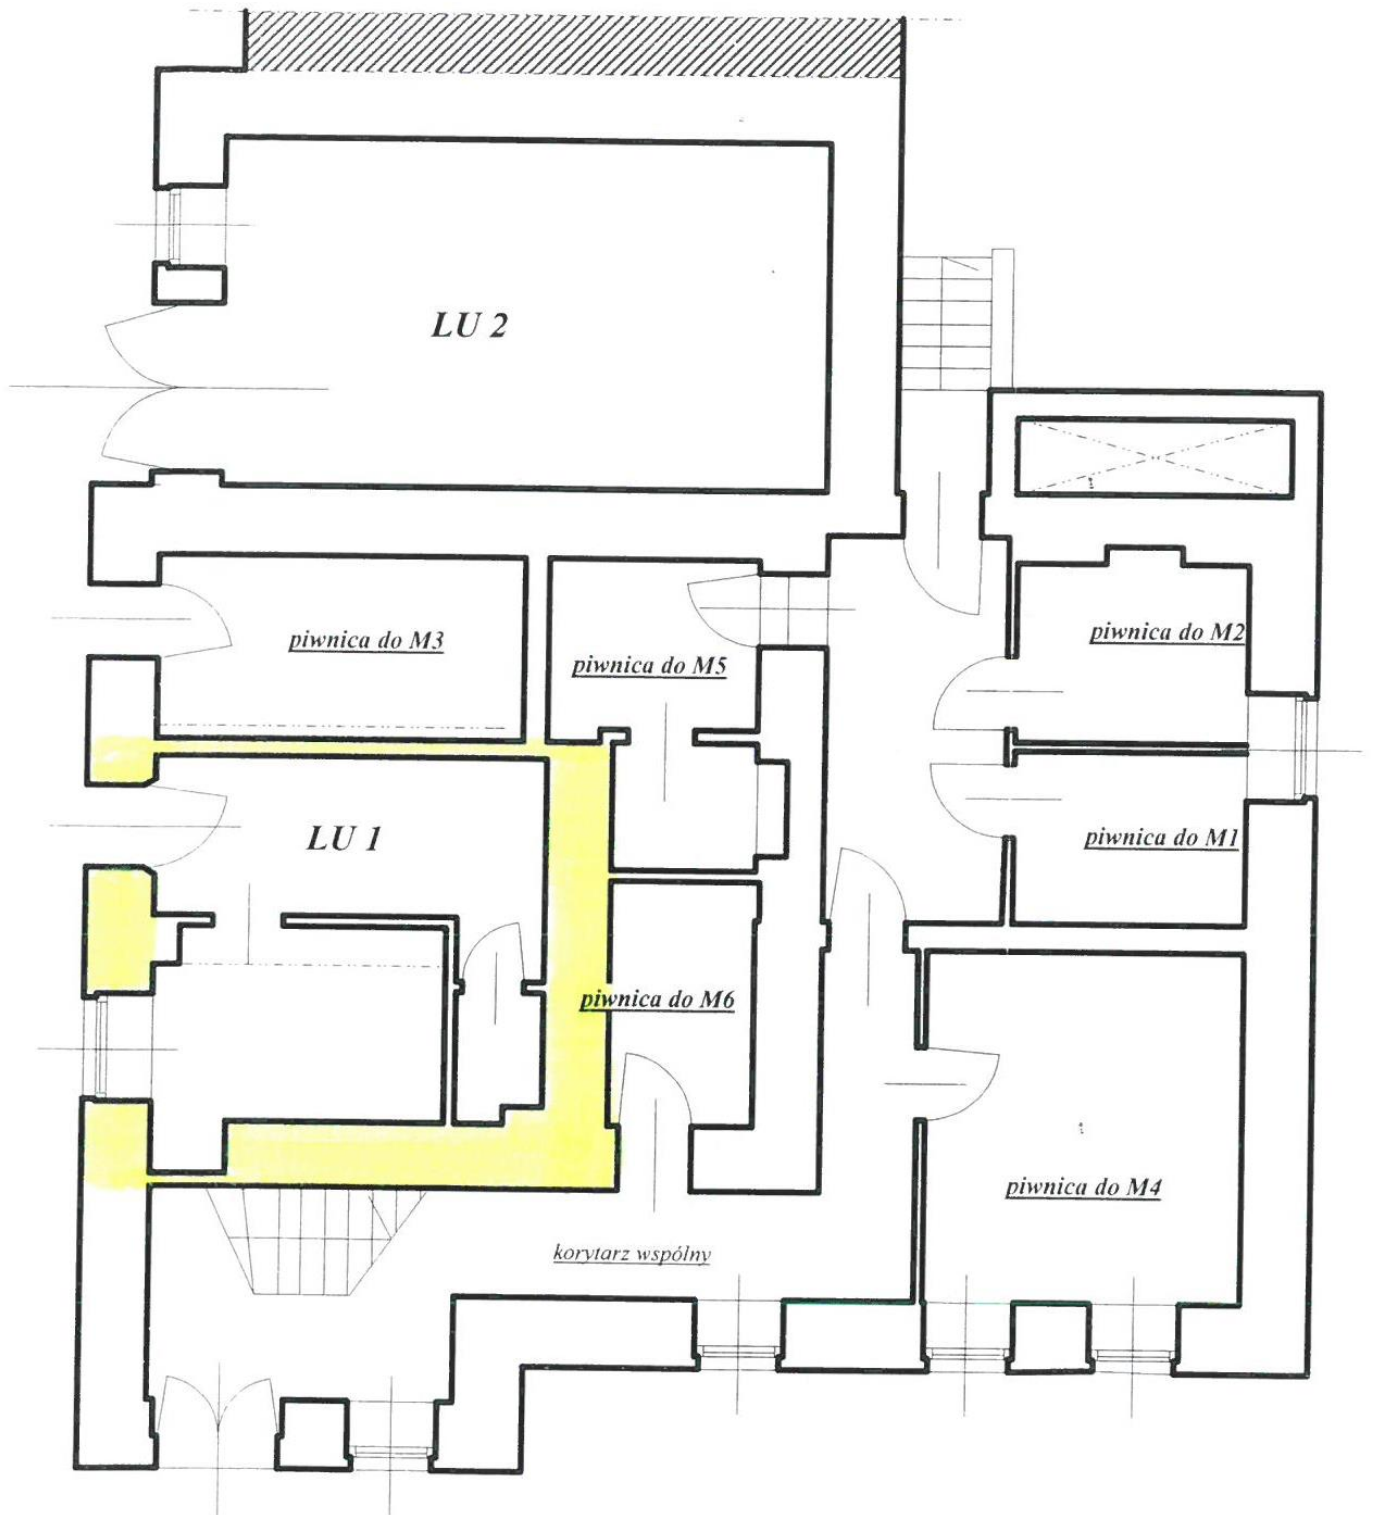 LU 2
piwnica do M3
piwnica do M5
piwnica do M2
LU 1
piwnica do M1
piwnica do M6
piwnica do M4
korytarz wspólny